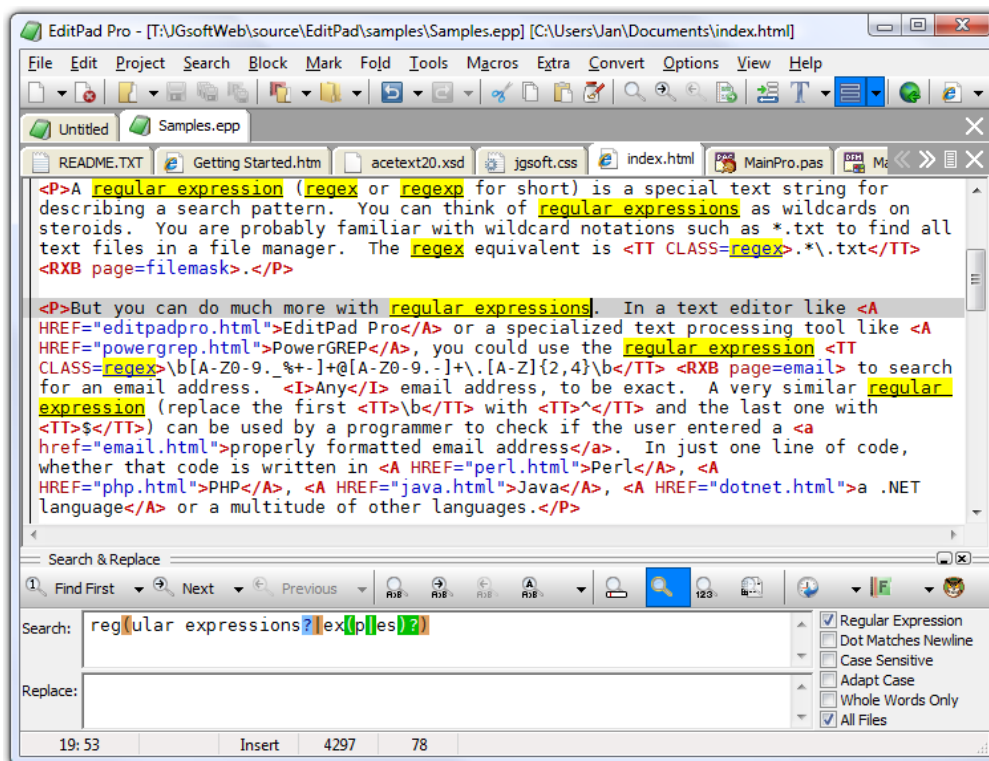 EditPad Pro - [T:\JGsoftWeb\source\EditPad\samples\Samples.epp] [C:\Users\Jan\Documents\index.html]
File Edit Project Search Block Mark Fold Tools Macros Extra Convert Options View Help
Untitled Samples.epp
README.TXT Getting Started.htm acetext20.xsd jgsoft.css index.html MainPro.pas Ma
<P>A regular expression (regex or regexp for short) is a special text string for
describing a search pattern.  You can think of regular expressions as wildcards on
steroids.  You are probably familiar with wildcard notations such as *.txt to find all
text files in a file manager.  The regex equivalent is <TT CLASS=regex>.*\.txt</TT>
<RXB page=filemask>.</P>
<P>But you can do much more with regular expressions.  In a text editor like <A
HREF="editpadpro.html">EditPad Pro</A> or a specialized text processing tool like <A
HREF="powergrep.html">PowerGREP</A>, you could use the regular expression <TT
CLASS=regex>\b[A-Z0-9._%+-]+@[A-Z0-9.-]+\.[A-Z]{2,4}\b</TT> <RXB page=email> to search
for an email address.  <I>Any</I> email address, to be exact.  A very similar regular
expression (replace the first <TT>\b</TT> with <TT>^</TT> and the last one with
<TT>$</TT>) can be used by a programmer to check if the user entered a <a
href="email.html">properly formatted email address</a>.  In just one line of code,
whether that code is written in <A HREF="perl.html">Perl</A>, <A
HREF="php.html">PHP</A>, <A HREF="java.html">Java</A>, <A HREF="dotnet.html">a .NET
language</A> or a multitude of other languages.</P>
Search & Replace
Find First Next Previous
Search: reg(ular expressions?|ex(p|es)?)
Replace:
Regular Expression
Dot Matches Newline
Case Sensitive
Adapt Case
Whole Words Only
All Files
19: 53 Insert 4297 78